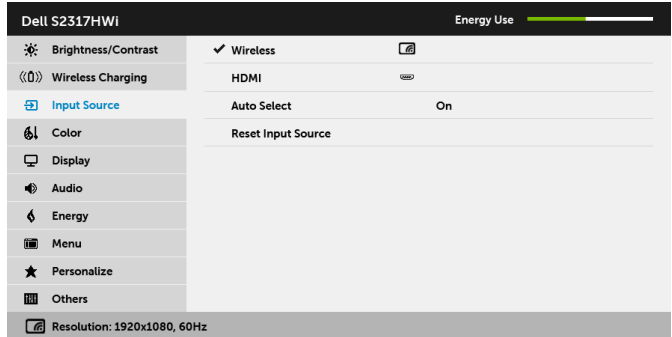 Dell S2317HWi
Energy Use
Brightness/Contrast
Wireless Charging
Input Source
Color
Display
Audio
Energy
Menu
Personalize
Others
Wireless
HDMI
Auto Select On
Reset Input Source
Resolution: 1920x1080, 60Hz